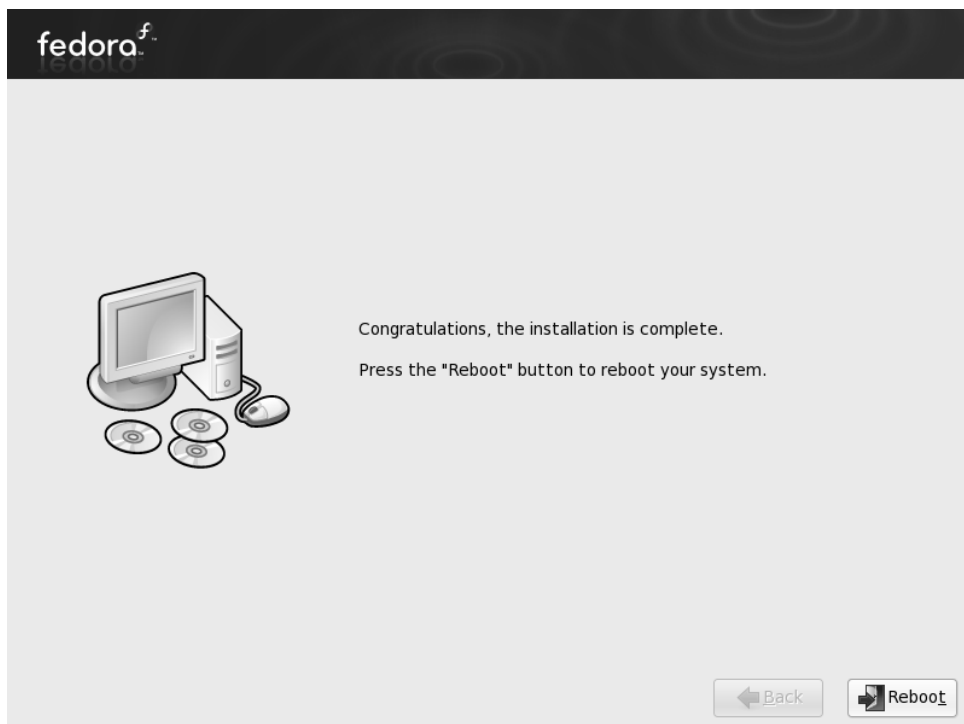 fedora
Congratulations, the installation is complete.
Press the "Reboot" button to reboot your system.
Back
Reboot